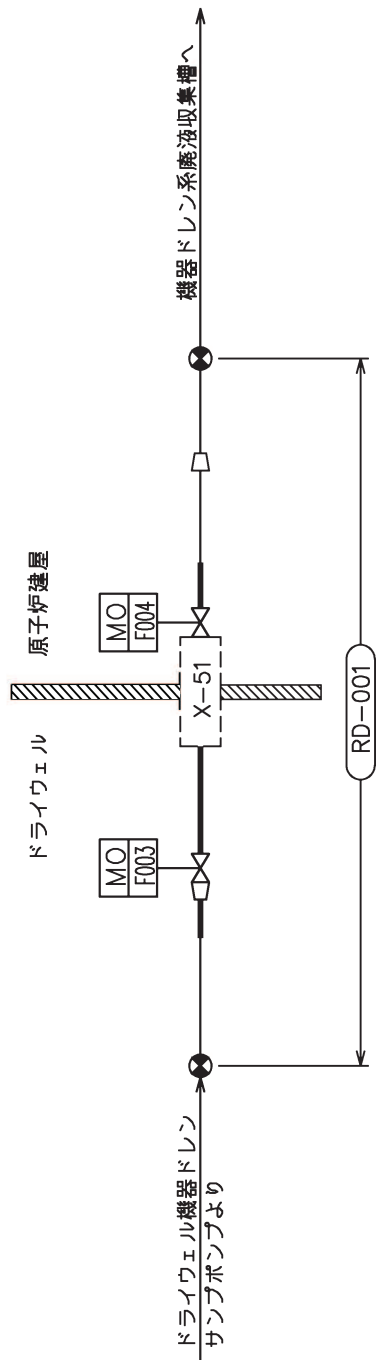 ドライウェル機器ドレン
サンプポンプより
MO
F003
ドライウェル
X-51
原子炉建屋
MO
F004
機器ドレン系廃液収集槽へ
RD-001